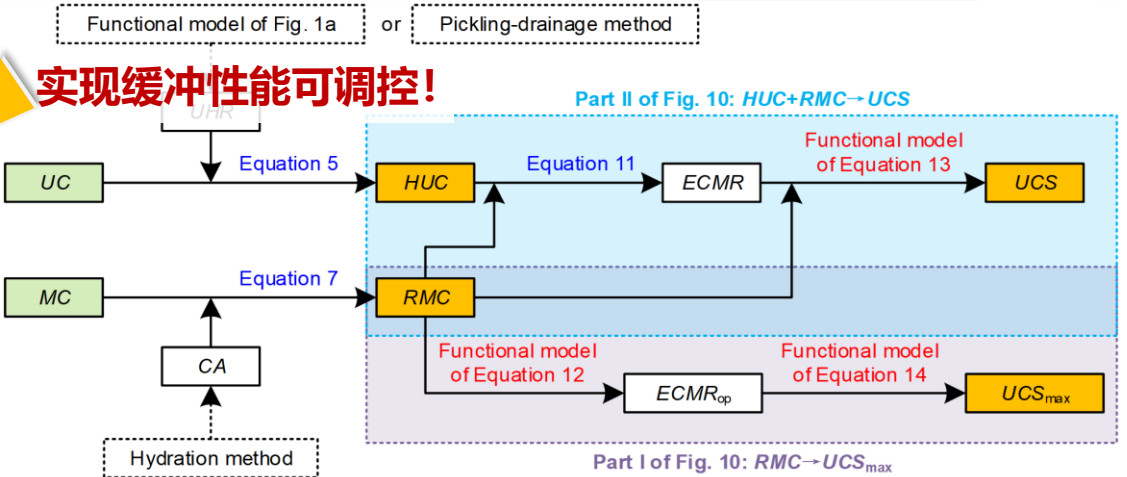 Functional model of Fig. 1a
or
Pickling-drainage method
实现缓冲性能可调控！
UHR
Part II of Fig. 10: HUC+RMC→UCS
UC
Equation 5
HUC
Equation 11
ECMR
Functional model
of Equation 13
UCS
MC
Equation 7
RMC
CA
Functional model
of Equation 12
ECMRop
Functional model
of Equation 14
UCSmax
Hydration method
Part I of Fig. 10: RMC→UCSmax